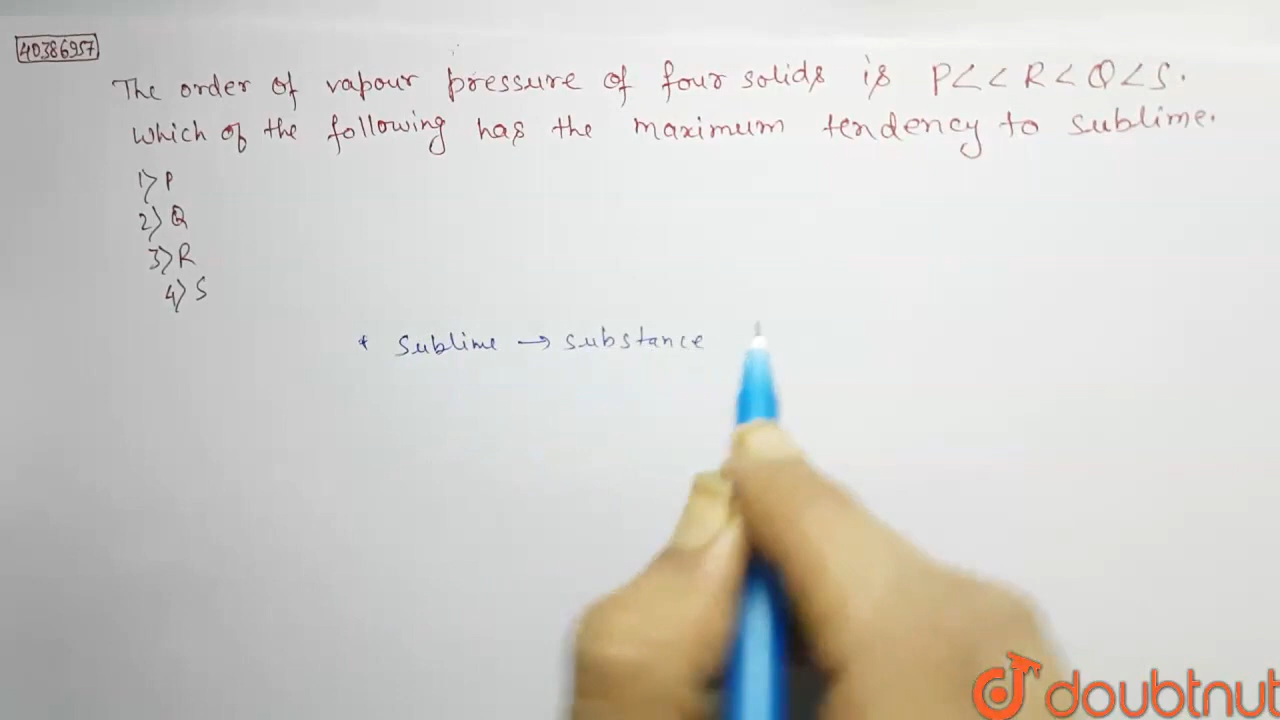 40386957
The order of vapour pressure of four solids is P<< R < Q < S.
Which of the following has the maximum tendency to sublime.
1) P
2) Q
3) R
4) S
* Sublime → substance
doubtnut